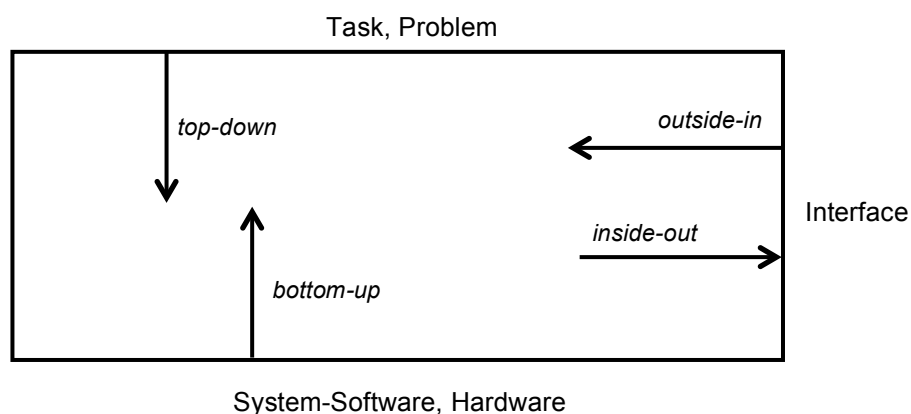 Task, Problem
top-down
outside-in
Interface
inside-out
bottom-up
System-Software, Hardware